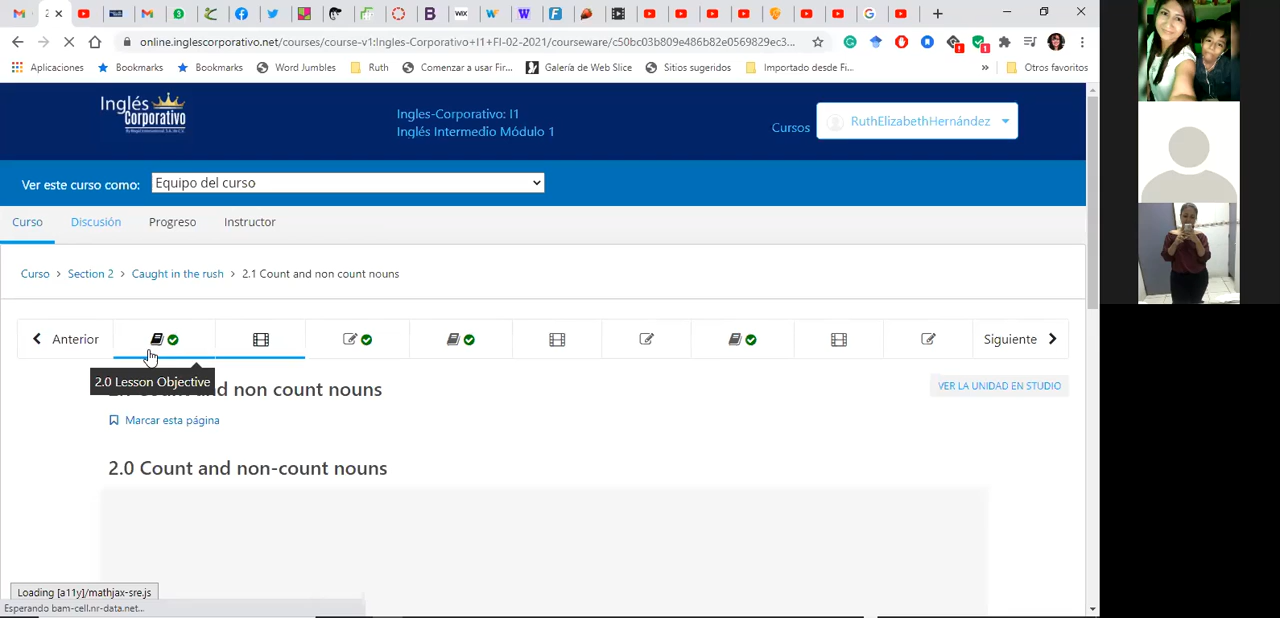 2
online.inglescorporativo.net/courses/course-v1:Ingles-Corporativo+I1+FI-02-2021/courseware/c50bc03b809e486b82e0569829ec3...
Aplicaciones Bookmarks Bookmarks Word Jumbles Ruth Comenzar a usar Fir... Galería de Web Slice Sitios sugeridos Importado desde Fi... » Otros favoritos
Inglés
Corporativo
Ingles-Corporativo: I1
Inglés Intermedio Módulo 1
Cursos RuthElizabethHernández
Ver este curso como: Equipo del curso
Curso Discusión Progreso Instructor
Curso > Section 2 > Caught in the rush > 2.1 Count and non count nouns
Anterior Siguiente
2.0 Lesson Objective
d non count nouns
VER LA UNIDAD EN STUDIO
Marcar esta página
2.0 Count and non-count nouns
Loading [a11y]/mathjax-sre.js
Esperando bam-cell.nr-data.net...